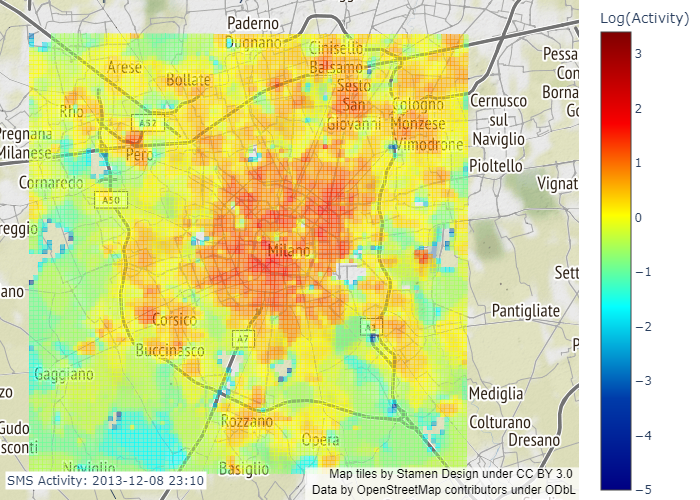 Log(Activity)
3
2
1
0
−1
−2
−3
−4
−5
Paderno
Dugnano
Cinisello
Balsamo
Sesto
San
Giovanni
Arese
Bollate
Rho
A52
Pero
Pregnana
Milanese
Cornaredo
A50
reggio
Cologno
Monzese
Vimodrone
Cernusco
sul
Naviglio
Pioltello
Pessa
Con
Borna
Go
Vignat
Milano
Sett
ano
Pantigliate
P
Corsico
Buccinasco
A7
A1
Gaggiano
zo
Gudo
sconti
Rozzano
Opera
Mediglia
Colturano
Dresano
Noviglio
Basiglio
SMS Activity: 2013-12-08 23:10
Map tiles by Stamen Design under CC BY 3.0
Data by OpenStreetMap contributors under ODbL